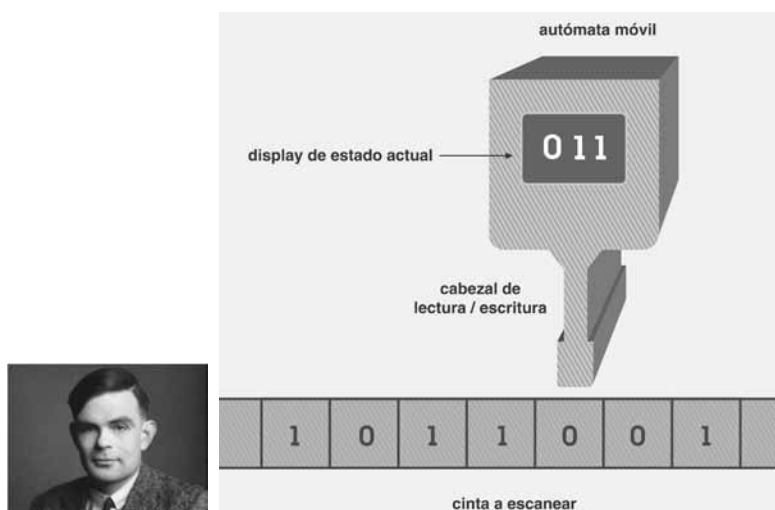 autómata móvil
display de estado actual
011
cabezal de
lectura / escritura
1 0 1 1 0 0 1
cinta a escanear